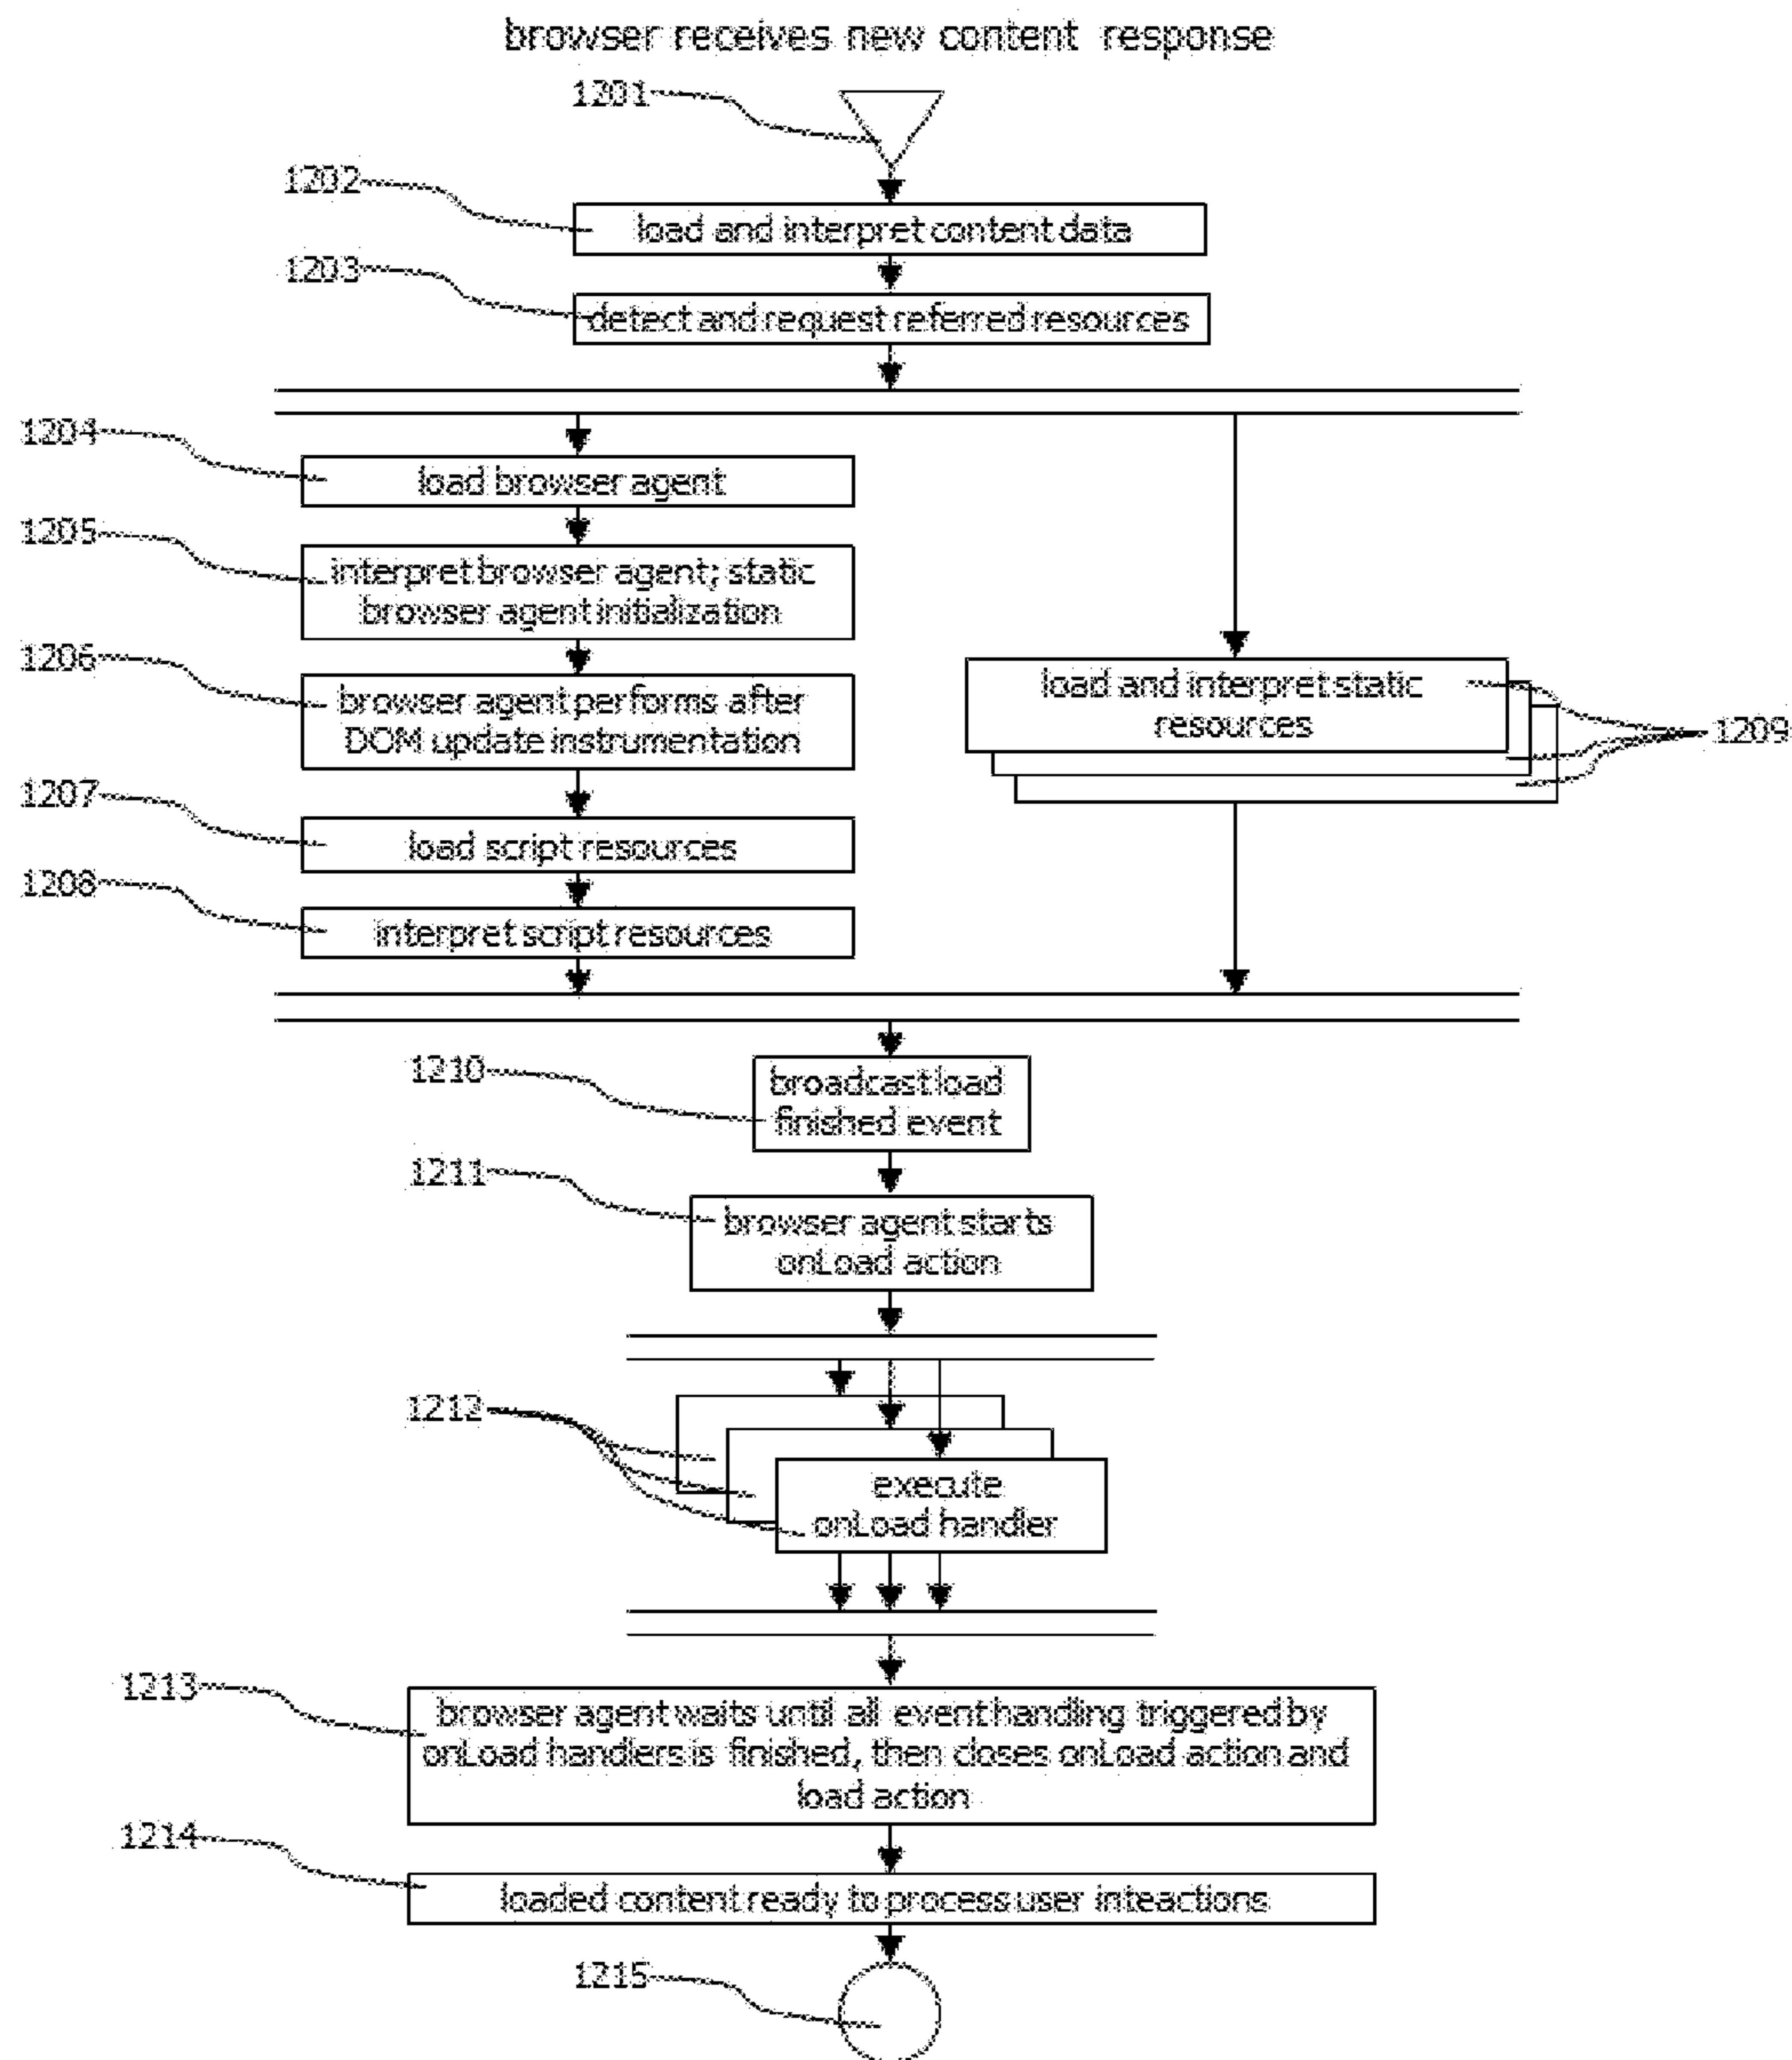 browser receives new content response
1201
1202
load and interpret content data
1203
detect and request referred resources
1204
load browser agent
1205
interpret browser agent; static
browser agent initialization
1206
browser agent performs after
DOM update instrumentation
load and interpret static
resources
1209
1207
load script resources
1208
interpret script resources
1210
broadcast load
finished event
1211
browser agent starts
onLoad action
1212
execute
onLoad handler
1213
browser agent waits until all event handling triggered by
onLoad handlers is finished, then closes onLoad action and
load action
1214
loaded content ready to process user inteactions
1215